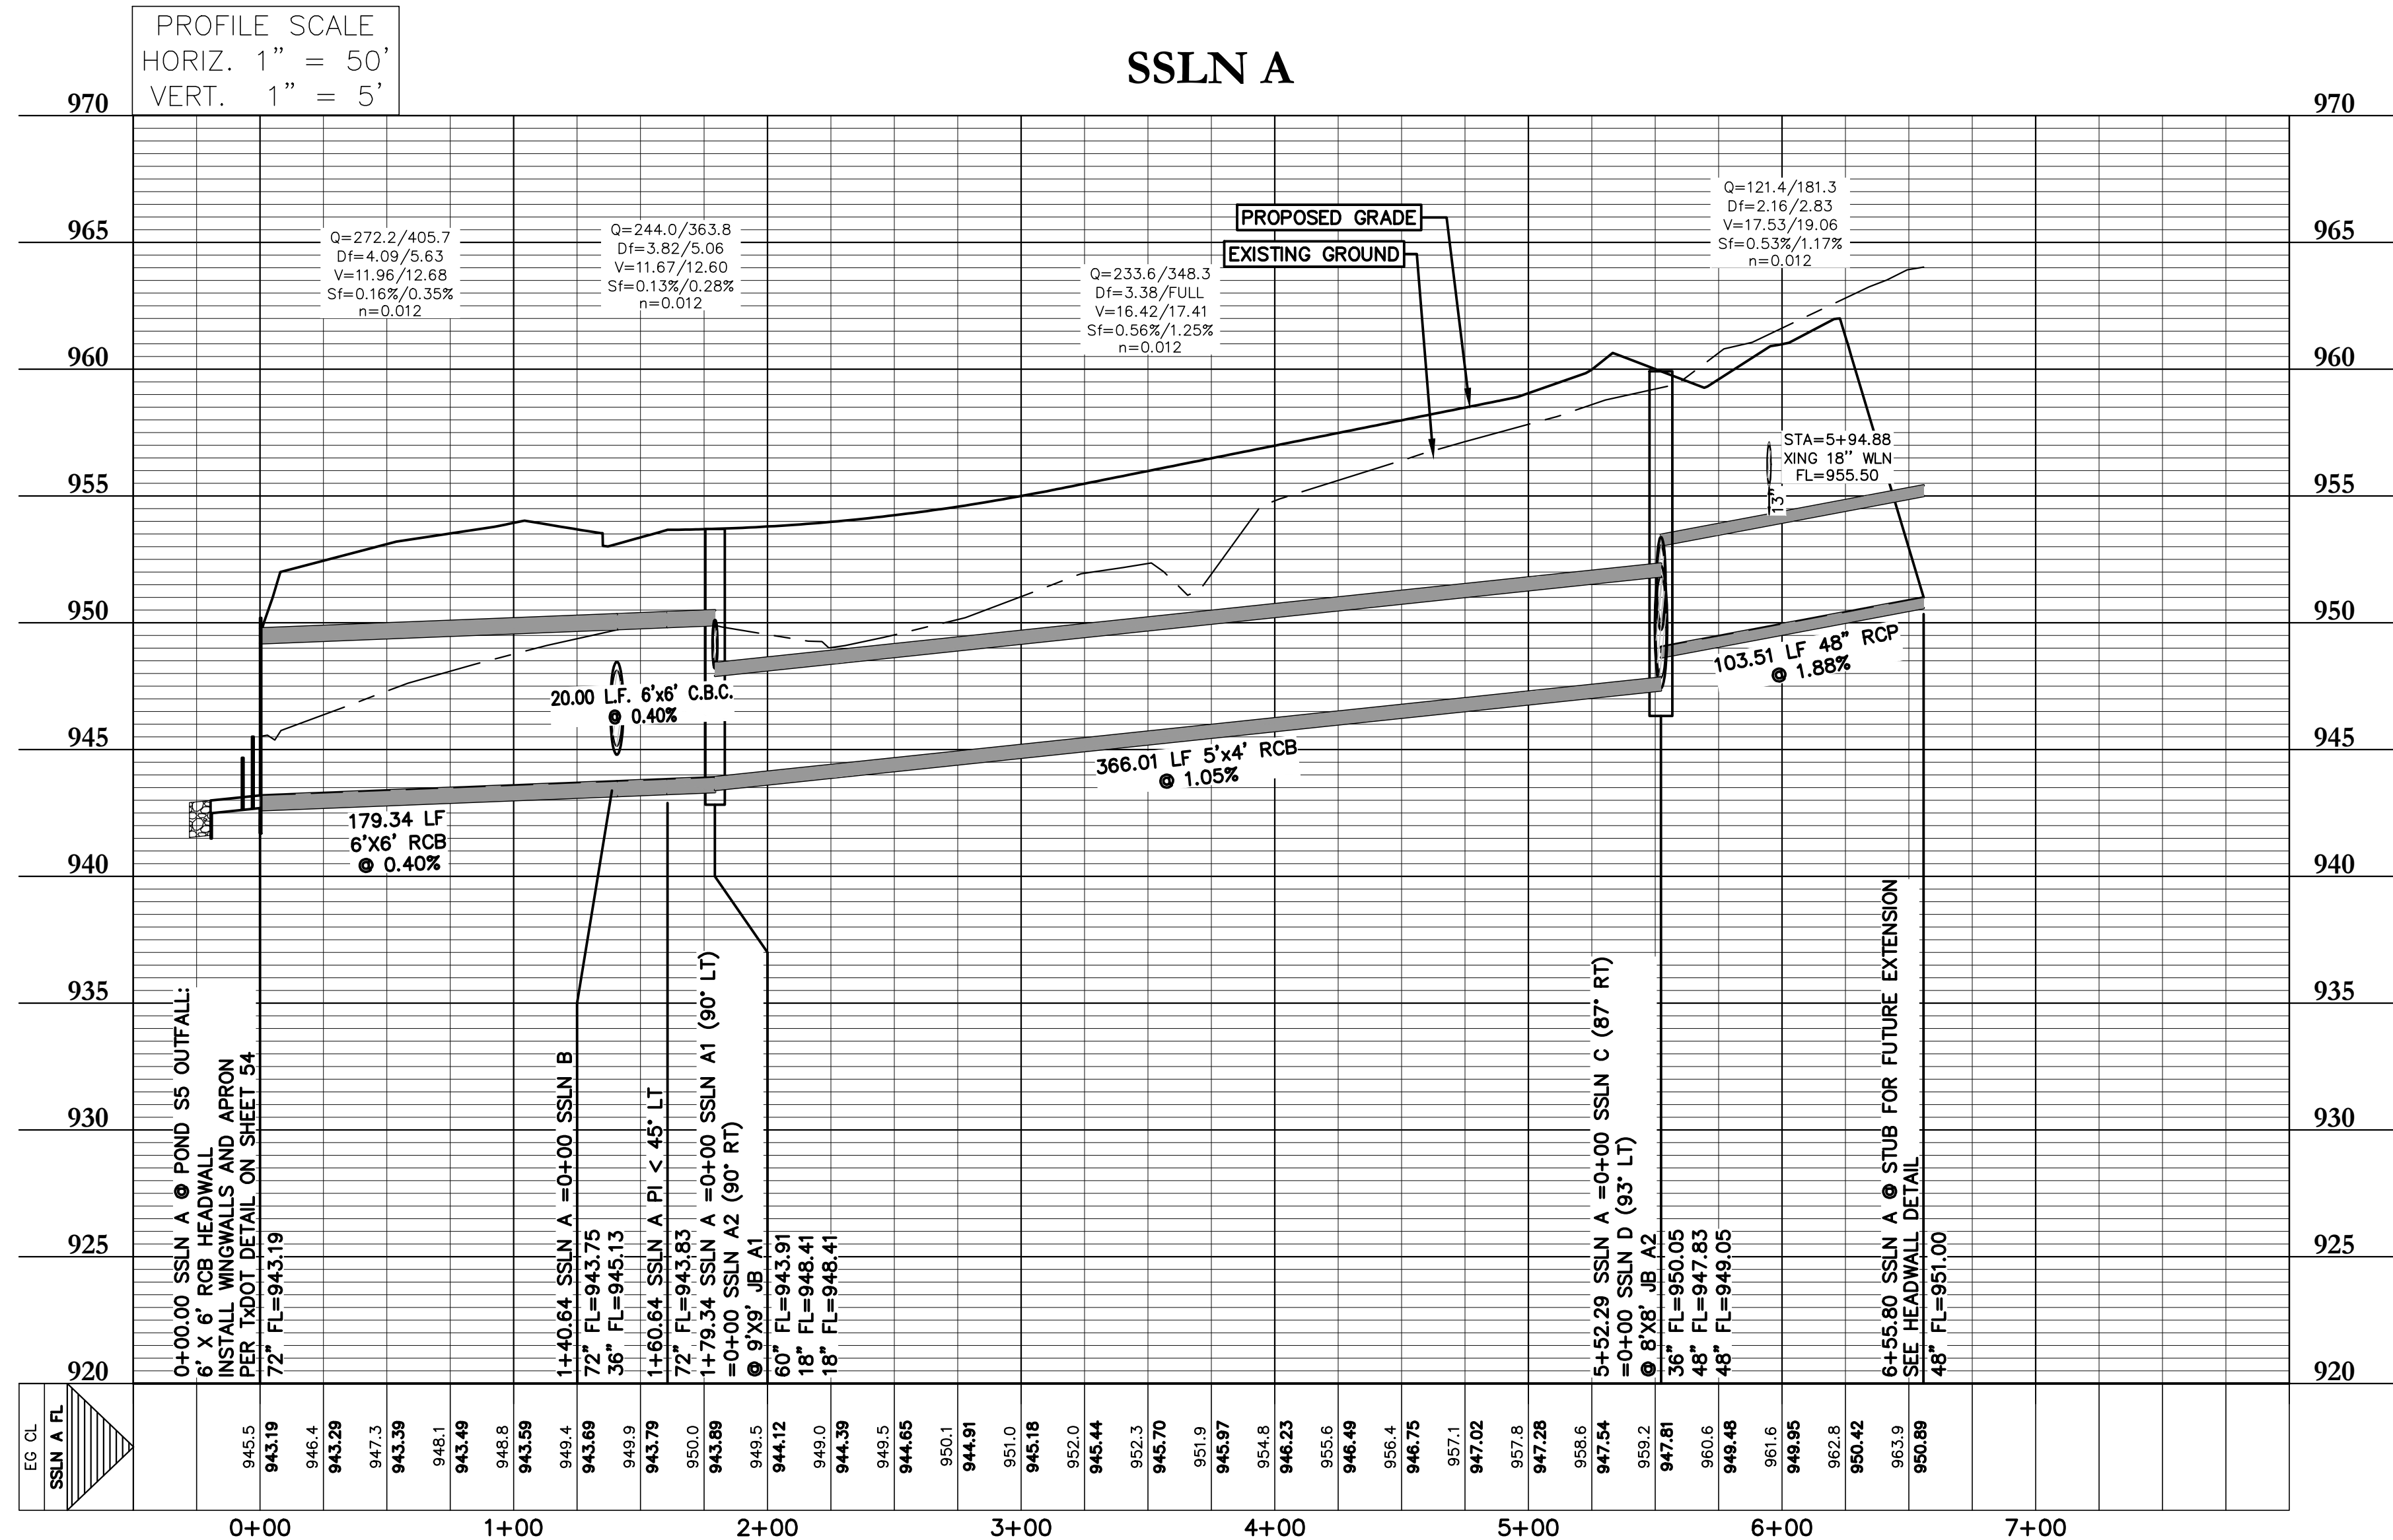 PROFILE SCALE
HORIZ. 1" = 50'
VERT. 1" = 5'
SSLN A
970
970
965
965
960
960
955
955
950
950
945
945
940
940
935
935
930
930
925
925
920
920
Q=272.2/405.7
Df=4.09/5.63
V=11.96/12.68
Sf=0.16%/0.35%
n=0.012
Q=244.0/363.8
Df=3.82/5.06
V=11.67/12.60
Sf=0.13%/0.28%
n=0.012
Q=233.6/348.3
Df=3.38/FULL
V=16.42/17.41
Sf=0.56%/1.25%
n=0.012
PROPOSED GRADE
EXISTING GROUND
Q=121.4/181.3
Df=2.16/2.83
V=17.53/19.06
Sf=0.53%/1.17%
n=0.012
STA=5+94.88
XING 18" WLN
FL=955.50
13"
103.51 LF 48" RCP
@ 1.88%
20.00 L.F. 6'x6' C.B.C.
@ 0.40%
366.01 LF 5'x4' RCB
@ 1.05%
179.34 LF
6'X6' RCB
@ 0.40%
0+00.00 SSLN A @ POND S5 OUTFALL:
6' X 6' RCB HEADWALL
INSTALL WINGWALLS AND APRON
PER TxDOT DETAIL ON SHEET 54
72" FL=943.19
1+40.64 SSLN A =0+00 SSLN B
72" FL=943.75
36" FL=945.13
1+60.64 SSLN A PI < 45° LT
72" FL=943.83
1+79.34 SSLN A =0+00 SSLN A1 (90° LT)
=0+00 SSLN A2 (90° RT)
@ 9'X9' JB A1
60" FL=943.91
18" FL=948.41
18" FL=948.41
5+52.29 SSLN A =0+00 SSLN C (87° RT)
=0+00 SSLN D (93° LT)
@ 8'X8' JB A2
36" FL=950.05
48" FL=947.83
48" FL=949.05
6+55.80 SSLN A @ STUB FOR FUTURE EXTENSION
SEE HEADWALL DETAIL
48" FL=951.00
EG CL
SSLN A FL
945.5
943.19
946.4
943.29
947.3
943.39
948.1
943.49
948.8
943.59
949.4
943.69
949.9
943.79
950.0
943.89
949.5
944.12
949.0
944.39
949.5
944.65
950.1
944.91
951.0
945.18
952.0
945.44
952.3
945.70
951.9
945.97
954.8
946.23
955.6
946.49
956.4
946.75
957.1
947.02
957.8
947.28
958.6
947.54
959.2
947.81
960.6
949.48
961.6
949.95
962.8
950.42
963.9
950.89
0+00
1+00
2+00
3+00
4+00
5+00
6+00
7+00